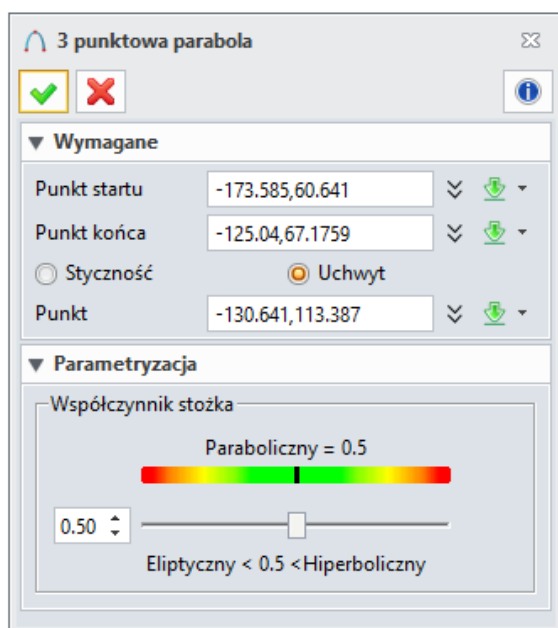 3 punktowa parabola
Wymagane
Punkt startu -173.585,60.641
Punkt końca -125.04,67.1759
Styczność Uchwyt
Punkt -130.641,113.387
Parametryzacja
Współczynnik stożka
Paraboliczny = 0.5
0.50
Eliptyczny < 0.5 <Hiperboliczny